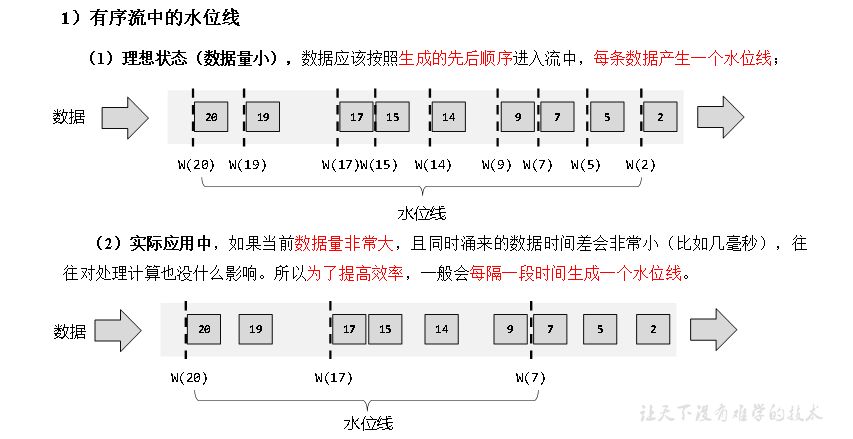 1）有序流中的水位线
（1）理想状态（数据量小），数据应该按照生成的先后顺序进入流中，每条数据产生一个水位线；
数据 20 19 17 15 14 9 7 5 2
W(20) W(19) W(17) W(15) W(14) W(9) W(7) W(5) W(2)
水位线
（2）实际应用中，如果当前数据量非常大，且同时涌来的数据时间差会非常小（比如几毫秒），往
往对处理计算也没什么影响。所以为了提高效率，一般会每隔一段时间生成一个水位线。
数据 20 19 17 15 14 9 7 5 2
W(20) W(17) W(7)
水位线
让天下没有难学的技术